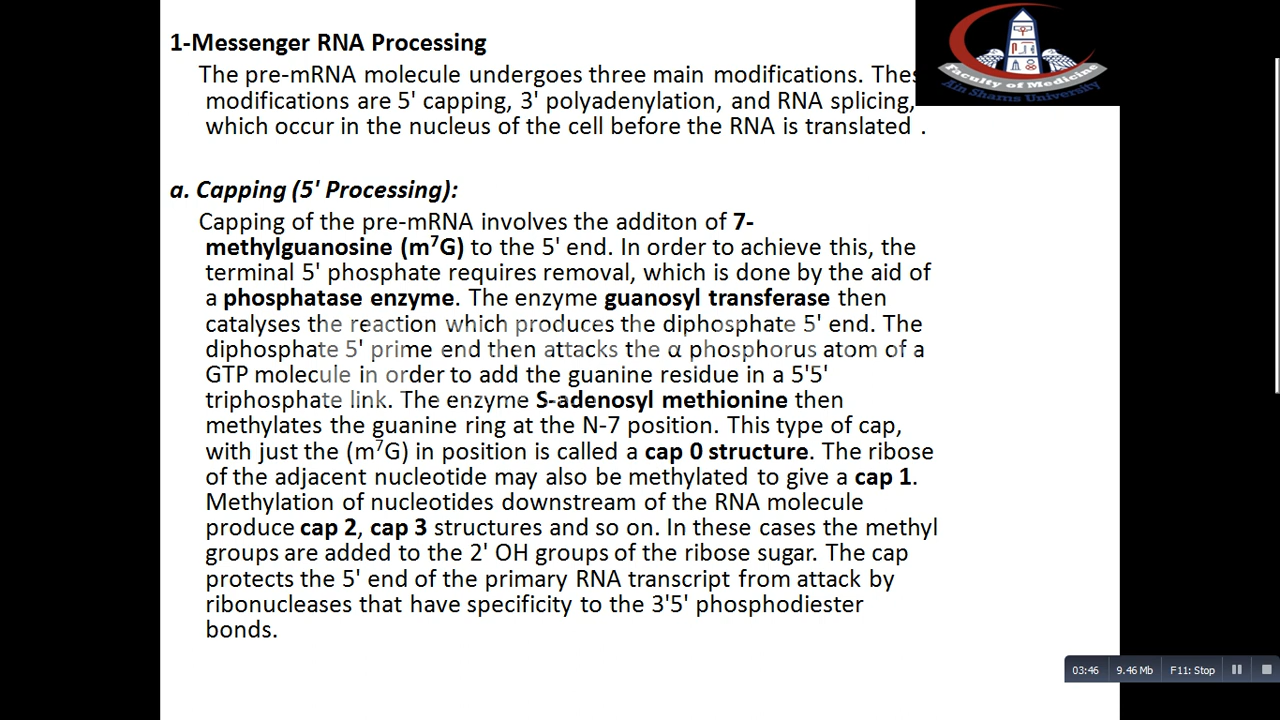 1-Messenger RNA Processing
The pre-mRNA molecule undergoes three main modifications.
modifications are 5' capping, 3' polyadenylation, and RNA splicing,
which occur in the nucleus of the cell before the RNA is translated .
Faculty of Medicine
Ain Shams University
a. Capping (5' Processing):
Capping of the pre-mRNA involves the additon of 7-
methylguanosine (m⁷G) to the 5' end. In order to achieve this, the
terminal 5' phosphate requires removal, which is done by the aid of
a phosphatase enzyme. The enzyme guanosyl transferase then
catalyses the reaction which produces the diphosphate 5' end. The
diphosphate 5' prime end then attacks the α phosphorus atom of a
GTP molecule in order to add the guanine residue in a 5'5'
triphosphate link. The enzyme S-adenosyl methionine then
methylates the guanine ring at the N-7 position. This type of cap,
with just the (m⁷G) in position is called a cap 0 structure. The ribose
of the adjacent nucleotide may also be methylated to give a cap 1.
Methylation of nucleotides downstream of the RNA molecule
produce cap 2, cap 3 structures and so on. In these cases the methyl
groups are added to the 2' OH groups of the ribose sugar. The cap
protects the 5' end of the primary RNA transcript from attack by
ribonucleases that have specificity to the 3'5' phosphodiester
bonds.
03:46 9.46 Mb F11: Stop